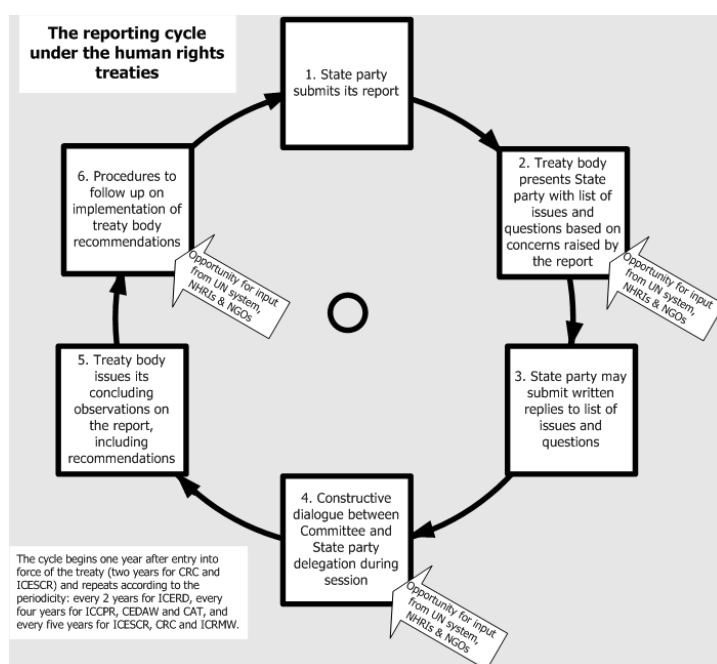 The reporting cycle
under the human rights
treaties
1. State party
submits its report
2. Treaty body
presents State
party with list of
issues and
questions based on
concerns raised by
the report
Opportunity for input
from UN system,
NHRIs & NGOs
3. State party may
submit written
replies to list of
issues and
questions
4. Constructive
dialogue between
Committee and
State party
delegation during
session
Opportunity for input
from UN system,
NHRIs & NGOs
5. Treaty body
issues its
concluding
observations on
the report,
including
recommendations
6. Procedures to
follow up on
implementation of
treaty body
recommendations
Opportunity for input
from UN system,
NHRIs & NGOs
The cycle begins one year after entry into
force of the treaty (two years for CRC and
ICESCR) and repeats according to the
periodicity: every 2 years for ICERD, every
four years for ICCPR, CEDAW and CAT, and
every five years for ICESCR, CRC and ICRMW.